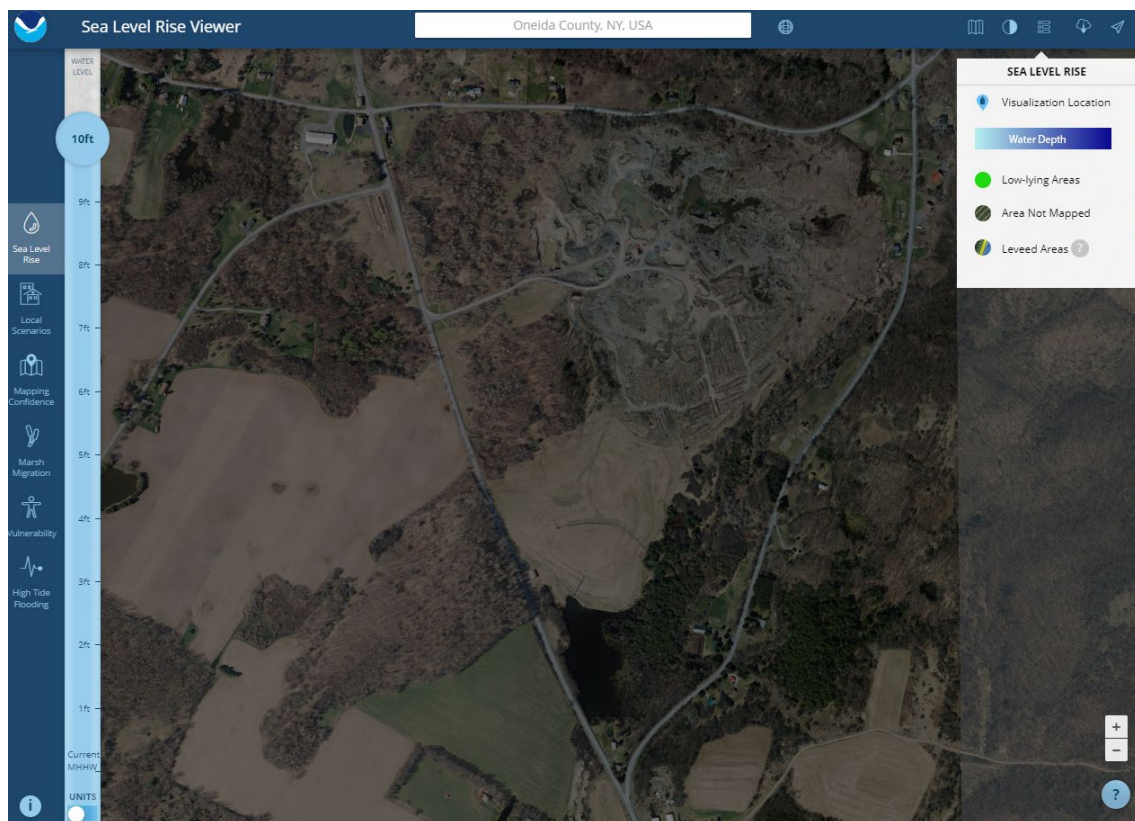 Sea Level Rise Viewer
Oneida County, NY, USA
WATER
LEVEL
10ft
9ft
8ft
7ft
6ft
5ft
4ft
3ft
2ft
1ft
Current
MHHW
UNITS
Sea Level
Rise
Local
Scenarios
Mapping
Confidence
Marsh
Migration
Vulnerability
High Tide
Flooding
i
SEA LEVEL RISE
Visualization Location
Water Depth
Low-lying Areas
Area Not Mapped
Leveed Areas ?
+
−
?